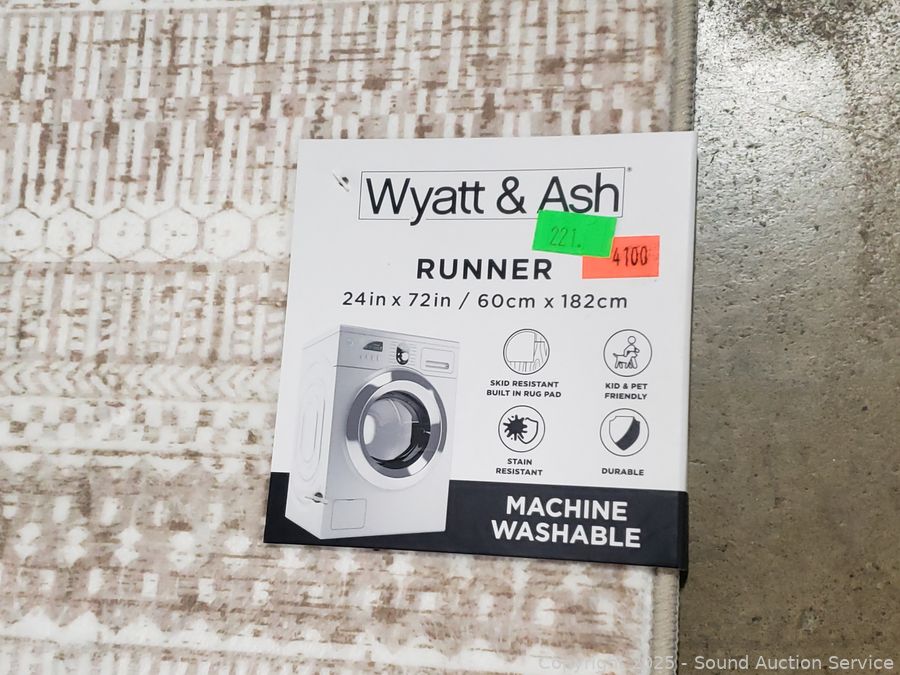 Wyatt & Ash®
221.
4100
RUNNER
24in x 72in / 60cm x 182cm
SKID RESISTANT
BUILT IN RUG PAD
KID & PET
FRIENDLY
STAIN
RESISTANT
DURABLE
MACHINE
WASHABLE
Copyright 2025 - Sound Auction Service